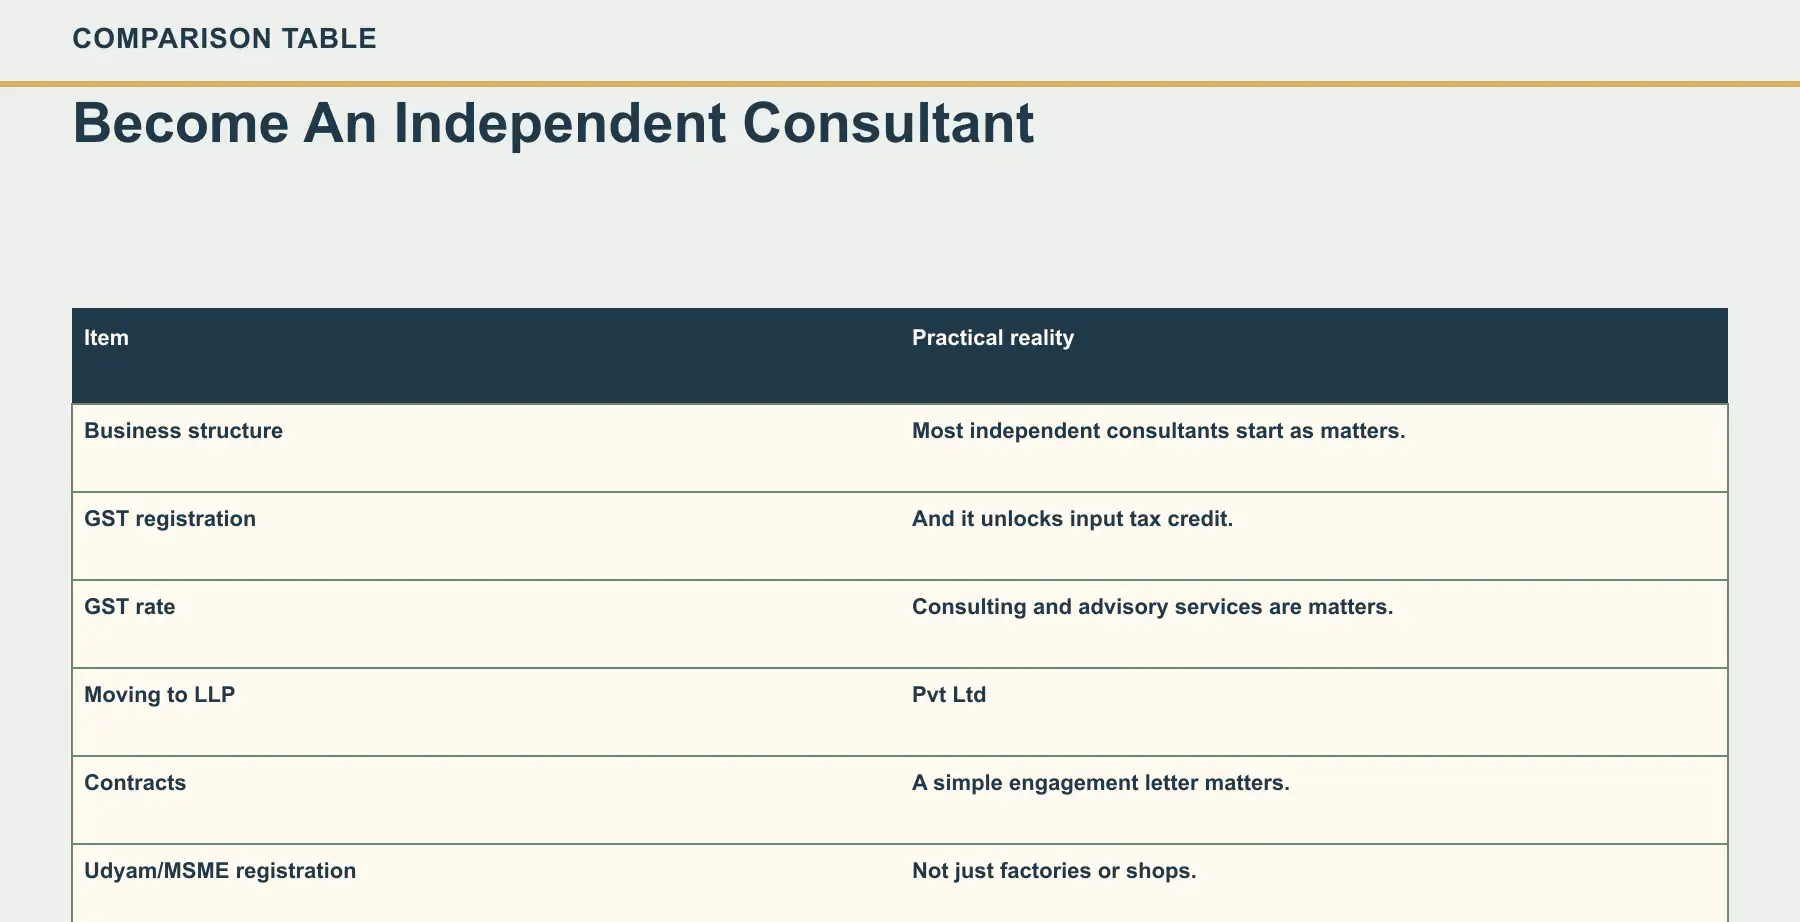 COMPARISON TABLE
Become An Independent Consultant
Item Practical reality
Business structure Most independent consultants start as matters.
GST registration And it unlocks input tax credit.
GST rate Consulting and advisory services are matters.
Moving to LLP Pvt Ltd
Contracts A simple engagement letter matters.
Udyam/MSME registration Not just factories or shops.